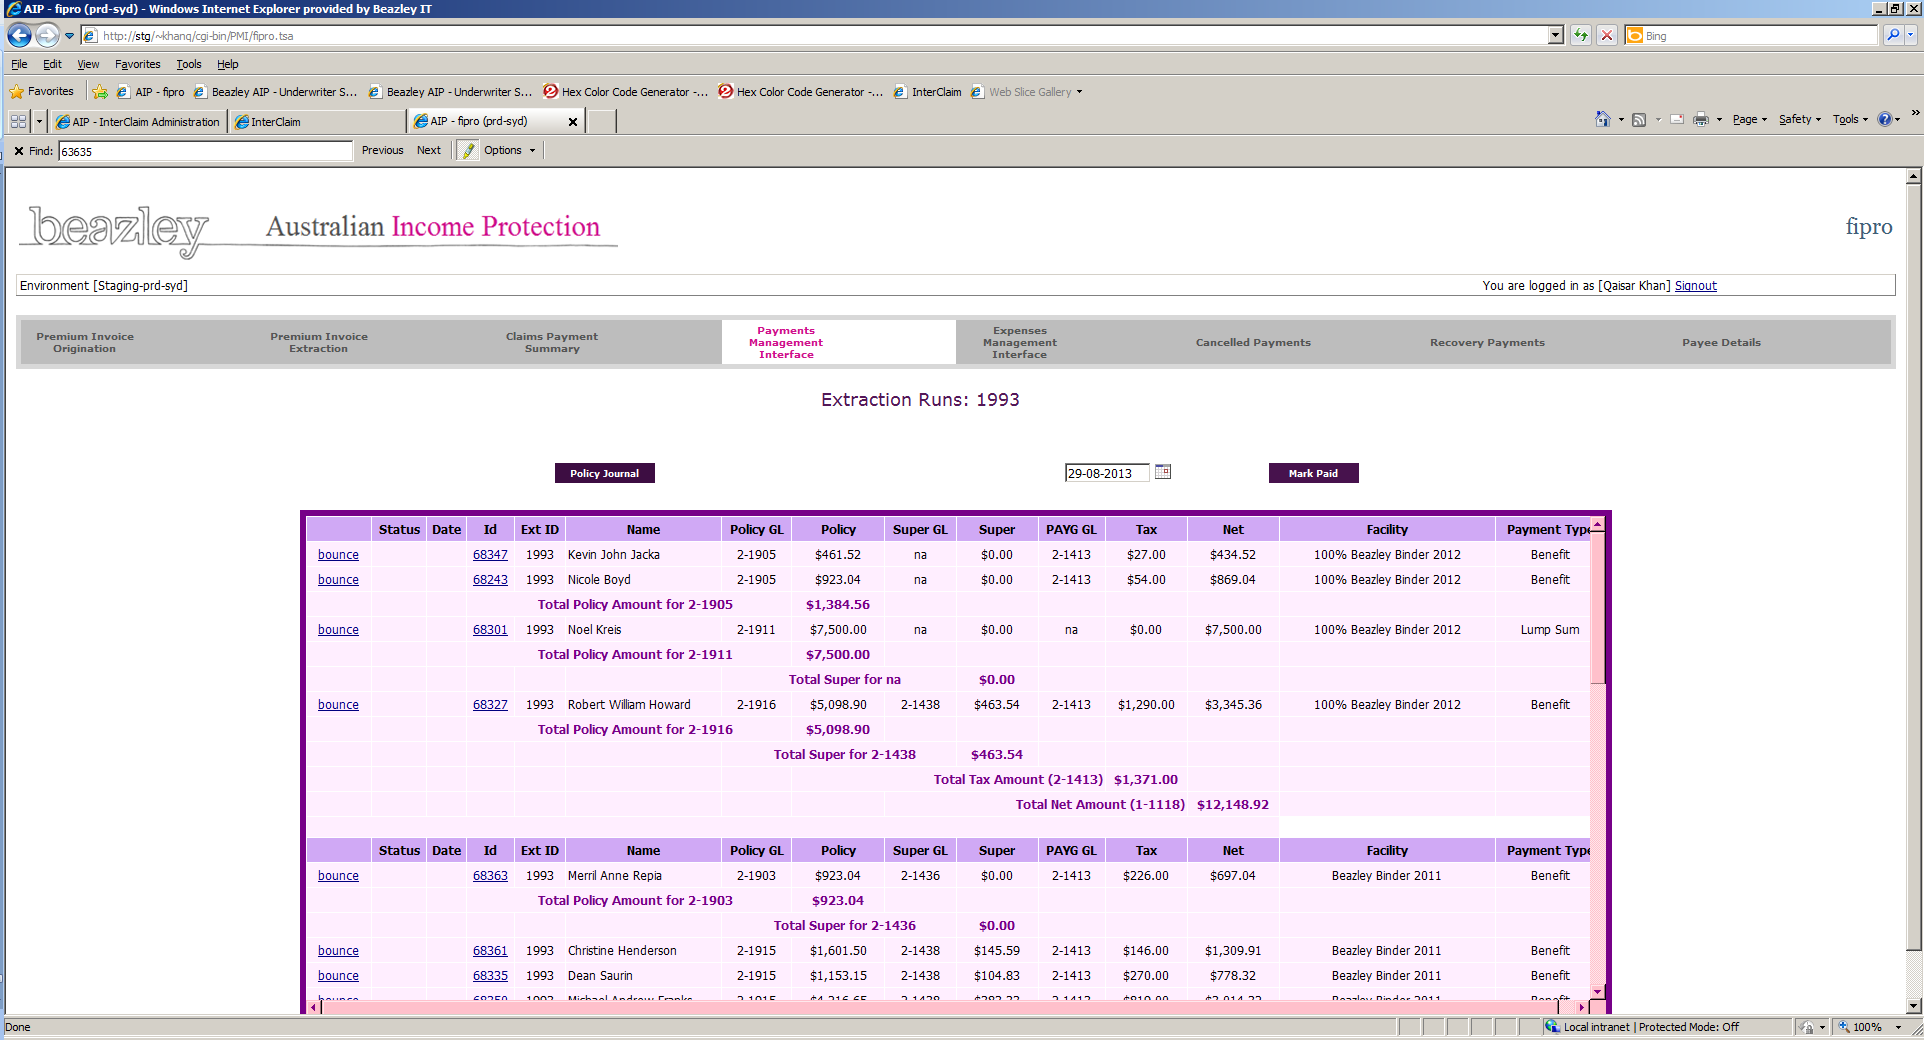 AIP - fipro (prd-syd) - Windows Internet Explorer provided by Beazley IT
http://stg/~khanq/cgi-bin/PMI/fipro.tsa
Bing
File Edit View Favorites Tools Help
Favorites AIP - fipro Beazley AIP - Underwriter S... Beazley AIP - Underwriter S... Hex Color Code Generator -... Hex Color Code Generator -... InterClaim Web Slice Gallery
AIP - InterClaim Administration InterClaim AIP - fipro (prd-syd) Page Safety Tools
Find: 63635 Previous Next Options
beazley Australian Income Protection fipro
Environment [Staging-prd-syd] You are logged in as [Qaisar Khan] Signout
Premium Invoice Origination Premium Invoice Extraction Claims Payment Summary Payments Management Interface Expenses Management Interface Cancelled Payments Recovery Payments Payee Details
Extraction Runs: 1993
Policy Journal 29-08-2013 Mark Paid
Status Date Id Ext ID Name Policy GL Policy Super GL Super PAYG GL Tax Net Facility Payment Type
bounce 68347 1993 Kevin John Jacka 2-1905 $461.52 na $0.00 2-1413 $27.00 $434.52 100% Beazley Binder 2012 Benefit
bounce 68243 1993 Nicole Boyd 2-1905 $923.04 na $0.00 2-1413 $54.00 $869.04 100% Beazley Binder 2012 Benefit
Total Policy Amount for 2-1905 $1,384.56
bounce 68301 1993 Noel Kreis 2-1911 $7,500.00 na $0.00 na $0.00 $7,500.00 100% Beazley Binder 2012 Lump Sum
Total Policy Amount for 2-1911 $7,500.00
Total Super for na $0.00
bounce 68327 1993 Robert William Howard 2-1916 $5,098.90 2-1438 $463.54 2-1413 $1,290.00 $3,345.36 100% Beazley Binder 2012 Benefit
Total Policy Amount for 2-1916 $5,098.90
Total Super for 2-1438 $463.54
Total Tax Amount (2-1413) $1,371.00
Total Net Amount (1-1118) $12,148.92
Status Date Id Ext ID Name Policy GL Policy Super GL Super PAYG GL Tax Net Facility Payment Type
bounce 68363 1993 Merril Anne Repia 2-1903 $923.04 2-1436 $0.00 2-1413 $226.00 $697.04 Beazley Binder 2011 Benefit
Total Policy Amount for 2-1903 $923.04
Total Super for 2-1436 $0.00
bounce 68361 1993 Christine Henderson 2-1915 $1,601.50 2-1438 $145.59 2-1413 $146.00 $1,309.91 Beazley Binder 2011 Benefit
bounce 68335 1993 Dean Saurin 2-1915 $1,153.15 2-1438 $104.83 2-1413 $270.00 $778.32 Beazley Binder 2011 Benefit
bounce 1993 Michael Andrew Franks 2-1915 2-1438 2-1413 Beazley Binder 2011 Benefit
Done Local intranet | Protected Mode: Off 100%